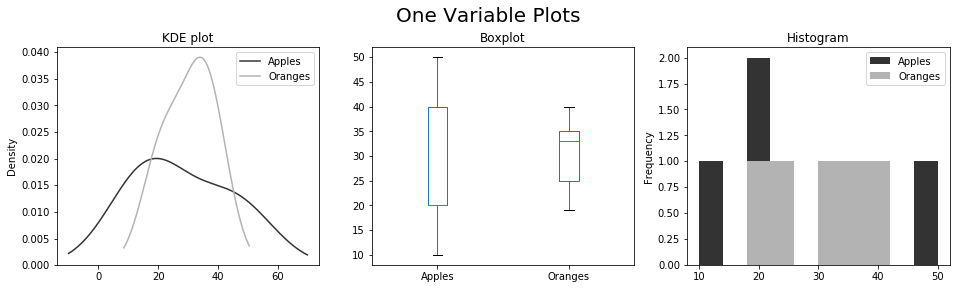 One Variable Plots
KDE plot
Density
0.040
0.035
0.030
0.025
0.020
0.015
0.010
0.005
0.000
0 20 40 60
Apples
Oranges
Boxplot
50
45
40
35
30
25
20
15
10
Apples Oranges
Histogram
Frequency
2.00
1.75
1.50
1.25
1.00
0.75
0.50
0.25
0.00
10 20 30 40 50
Apples
Oranges